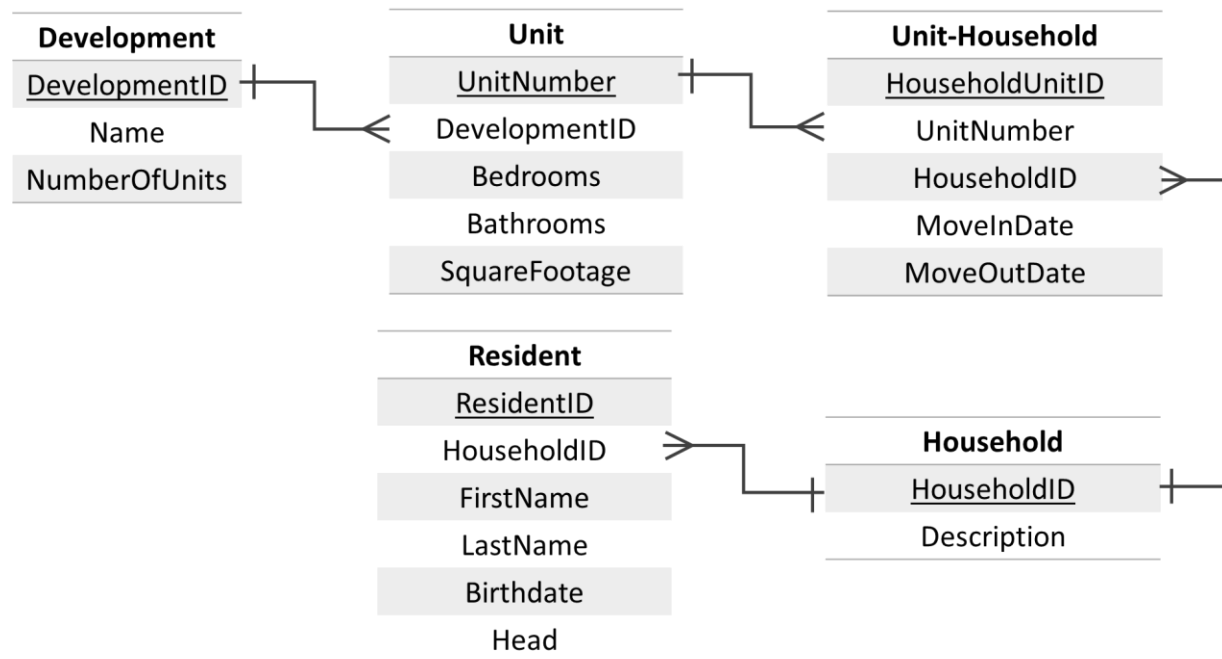 Development
DevelopmentID
Name
NumberOfUnits
Unit
UnitNumber
DevelopmentID
Bedrooms
Bathrooms
SquareFootage
Unit-Household
HouseholdUnitID
UnitNumber
HouseholdID
MoveInDate
MoveOutDate
Resident
ResidentID
HouseholdID
FirstName
LastName
Birthdate
Head
Household
HouseholdID
Description